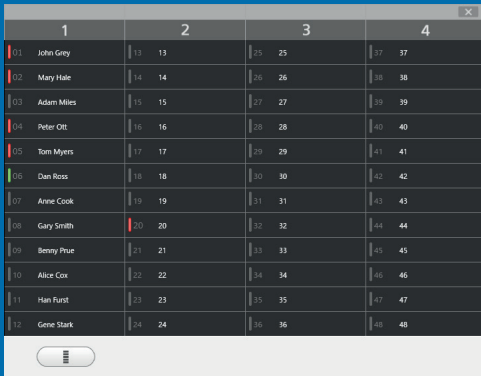 1 2 3 4
01 John Grey 13 13 25 25 37 37
02 Mary Hale 14 14 26 26 38 38
03 Adam Miles 15 15 27 27 39 39
04 Peter Ott 16 16 28 28 40 40
05 Tom Myers 17 17 29 29 41 41
06 Dan Ross 18 18 30 30 42 42
07 Anne Cook 19 19 31 31 43 43
08 Gary Smith 20 20 32 32 44 44
09 Benny Prue 21 21 33 33 45 45
10 Alice Cox 22 22 34 34 46 46
11 Han Furst 23 23 35 35 47 47
12 Gene Stark 24 24 36 36 48 48